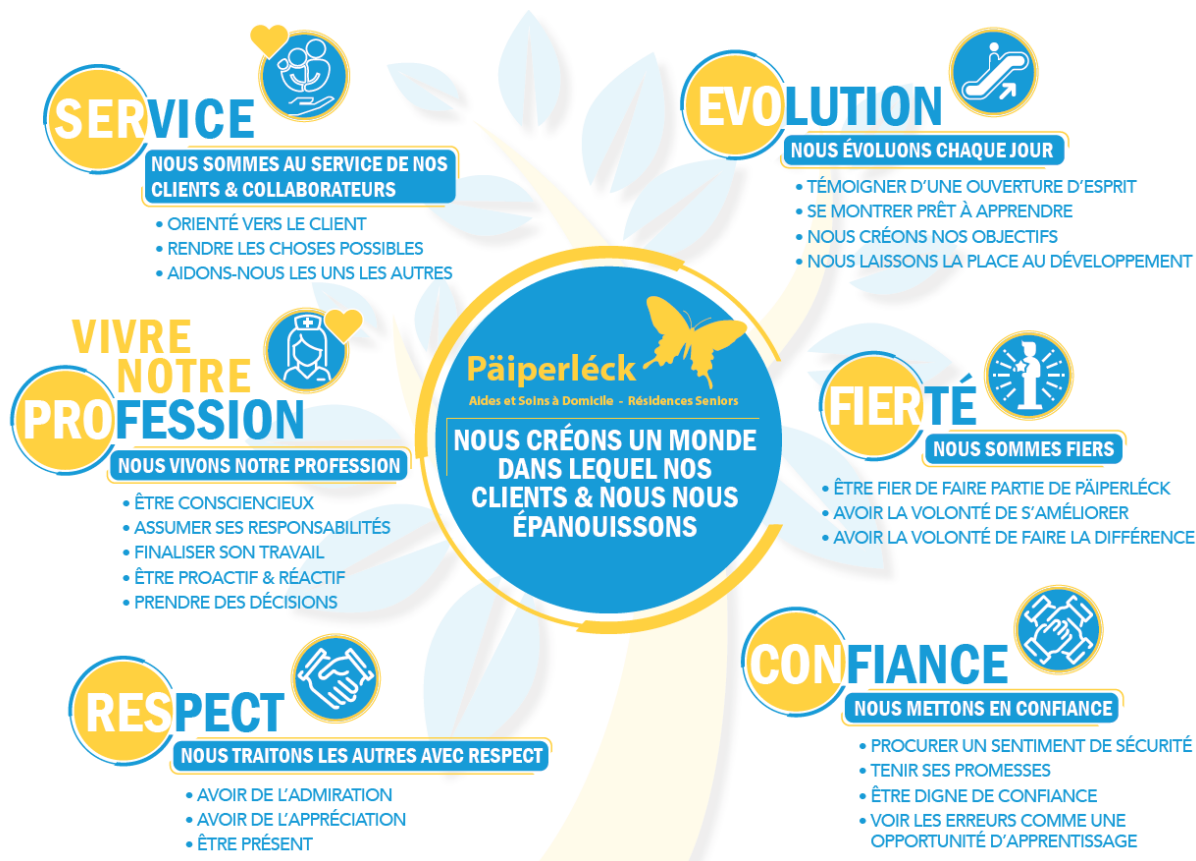 SERVICE
NOUS SOMMES AU SERVICE DE NOS
CLIENTS & COLLABORATEURS
• ORIENTÉ VERS LE CLIENT
• RENDRE LES CHOSES POSSIBLES
• AIDONS-NOUS LES UNS LES AUTRES
VIVRE
NOTRE
PROFESSION
NOUS VIVONS NOTRE PROFESSION
• ÊTRE CONSCIENCIEUX
• ASSUMER SES RESPONSABILITÉS
• FINALISER SON TRAVAIL
• ÊTRE PROACTIF & RÉACTIF
• PRENDRE DES DÉCISIONS
RESPECT
NOUS TRAITONS LES AUTRES AVEC RESPECT
• AVOIR DE L'ADMIRATION
• AVOIR DE L'APPRÉCIATION
• ÊTRE PRÉSENT
Päiperléck
Aides et Soins à Domicile - Résidences Seniors
NOUS CRÉONS UN MONDE
DANS LEQUEL NOS
CLIENTS & NOUS NOUS
ÉPANOUISSONS
EVOLUTION
NOUS ÉVOLUONS CHAQUE JOUR
• TÉMOIGNER D'UNE OUVERTURE D'ESPRIT
• SE MONTRER PRÊT À APPRENDRE
• NOUS CRÉONS NOS OBJECTIFS
• NOUS LAISSONS LA PLACE AU DÉVELOPPEMENT
FIERTÉ
NOUS SOMMES FIERS
• ÊTRE FIER DE FAIRE PARTIE DE PÄIPERLÉCK
• AVOIR LA VOLONTÉ DE S'AMÉLIORER
• AVOIR LA VOLONTÉ DE FAIRE LA DIFFÉRENCE
CONFIANCE
NOUS METTONS EN CONFIANCE
• PROCURER UN SENTIMENT DE SÉCURITÉ
• TENIR SES PROMESSES
• ÊTRE DIGNE DE CONFIANCE
• VOIR LES ERREURS COMME UNE
OPPORTUNITÉ D'APPRENTISSAGE